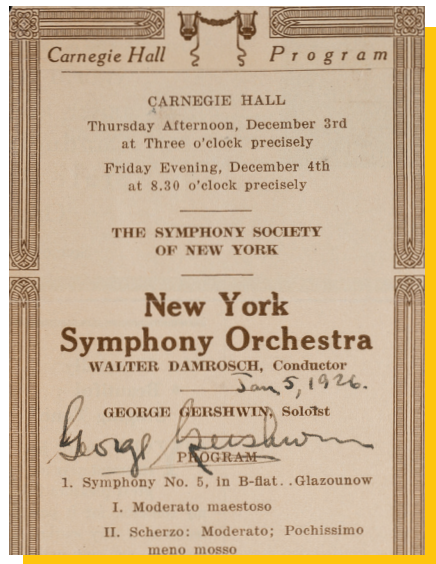 Carnegie Hall Program
CARNEGIE HALL
Thursday Afternoon, December 3rd
at Three o'clock precisely
Friday Evening, December 4th
at 8.30 o'clock precisely
THE SYMPHONY SOCIETY
OF NEW YORK
New York
Symphony Orchestra
WALTER DAMROSCH, Conductor
Jan 5, 1926.
GEORGE GERSHWIN, Soloist
George Gershwin
PROGRAM
1. Symphony No. 5, in B-flat..Glazounow
I. Moderato maestoso
II. Scherzo: Moderato; Pochissimo
meno mosso